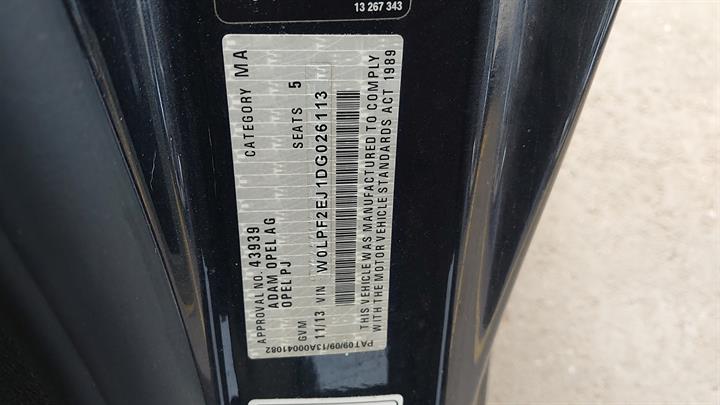 13 267 343
APPROVAL NO. 43939 CATEGORY MA
ADAM OPEL AG
OPEL PJ SEATS 5
GVM
11/13 VIN W0LPF2EJ1DG026113
THIS VEHICLE WAS MANUFACTURED TO COMPLY
WITH THE MOTOR VEHICLE STANDARDS ACT 1989
PAT09/09/13A00041082